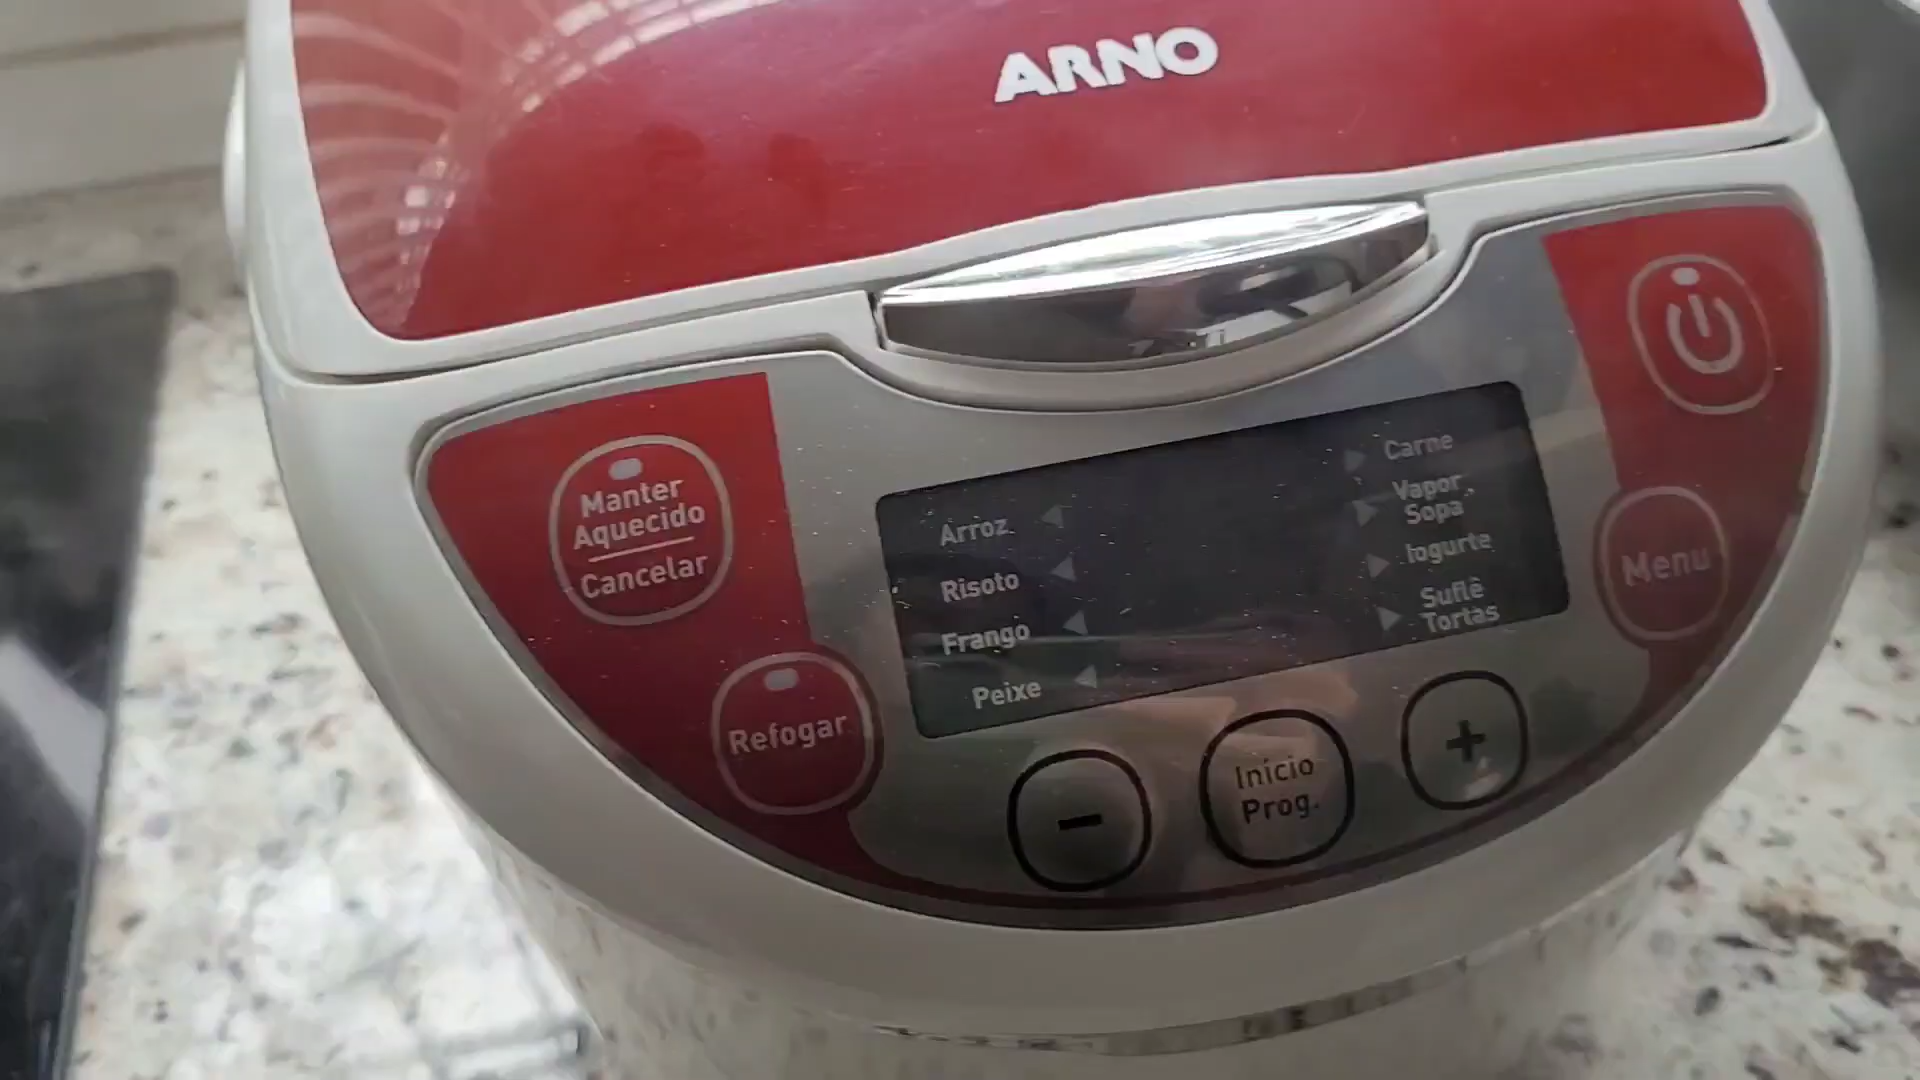 ARNO
Manter
Aquecido
Cancelar
Refogar
Arroz
Risoto
Frango
Peixe
Carne
Vapor
Sopa
Iogurte
Suflê
Tortas
Menu
−
Início
Prog.
+